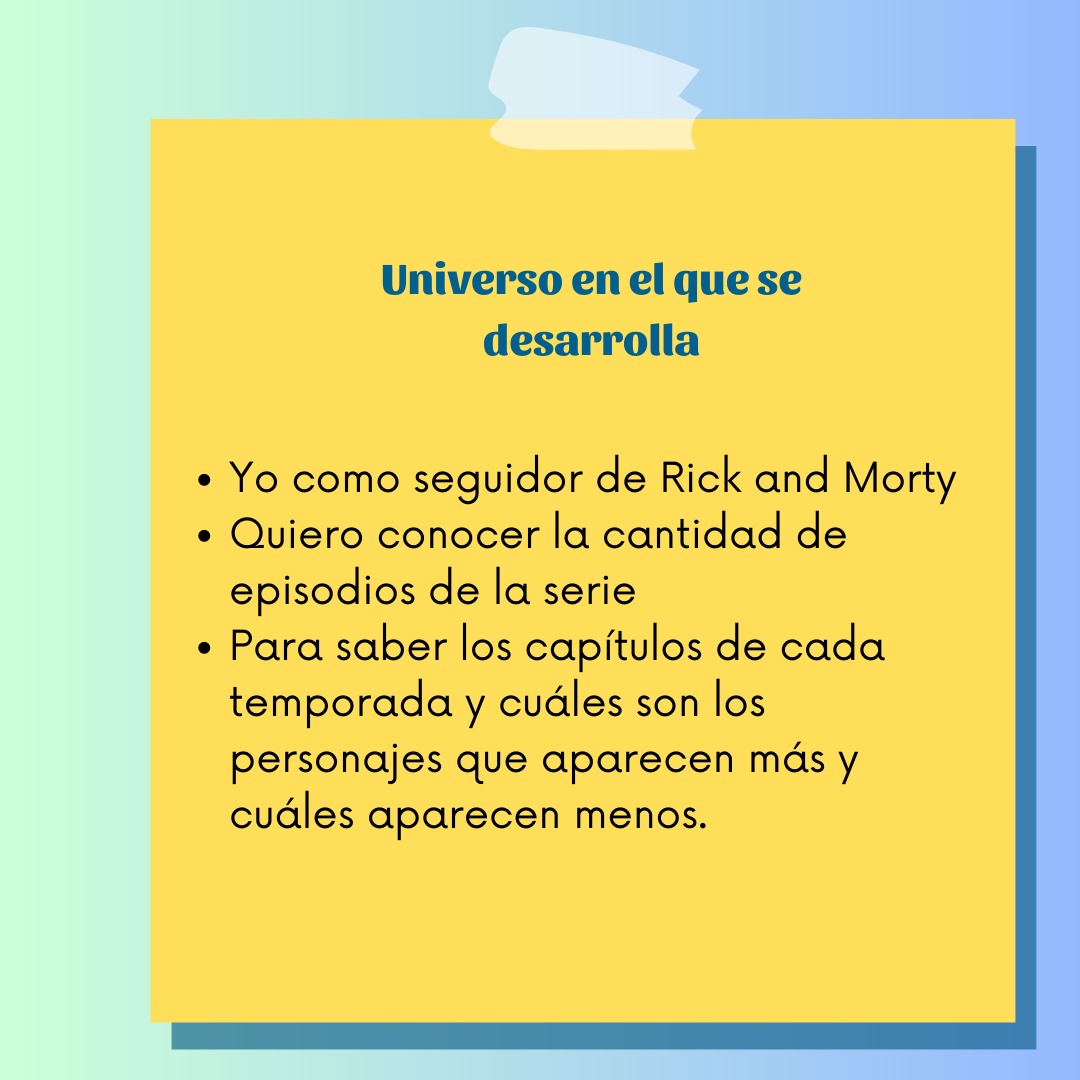 Universo en el que se
desarrolla
• Yo como seguidor de Rick and Morty
• Quiero conocer la cantidad de
episodios de la serie
• Para saber los capítulos de cada
temporada y cuáles son los
personajes que aparecen más y
cuáles aparecen menos.